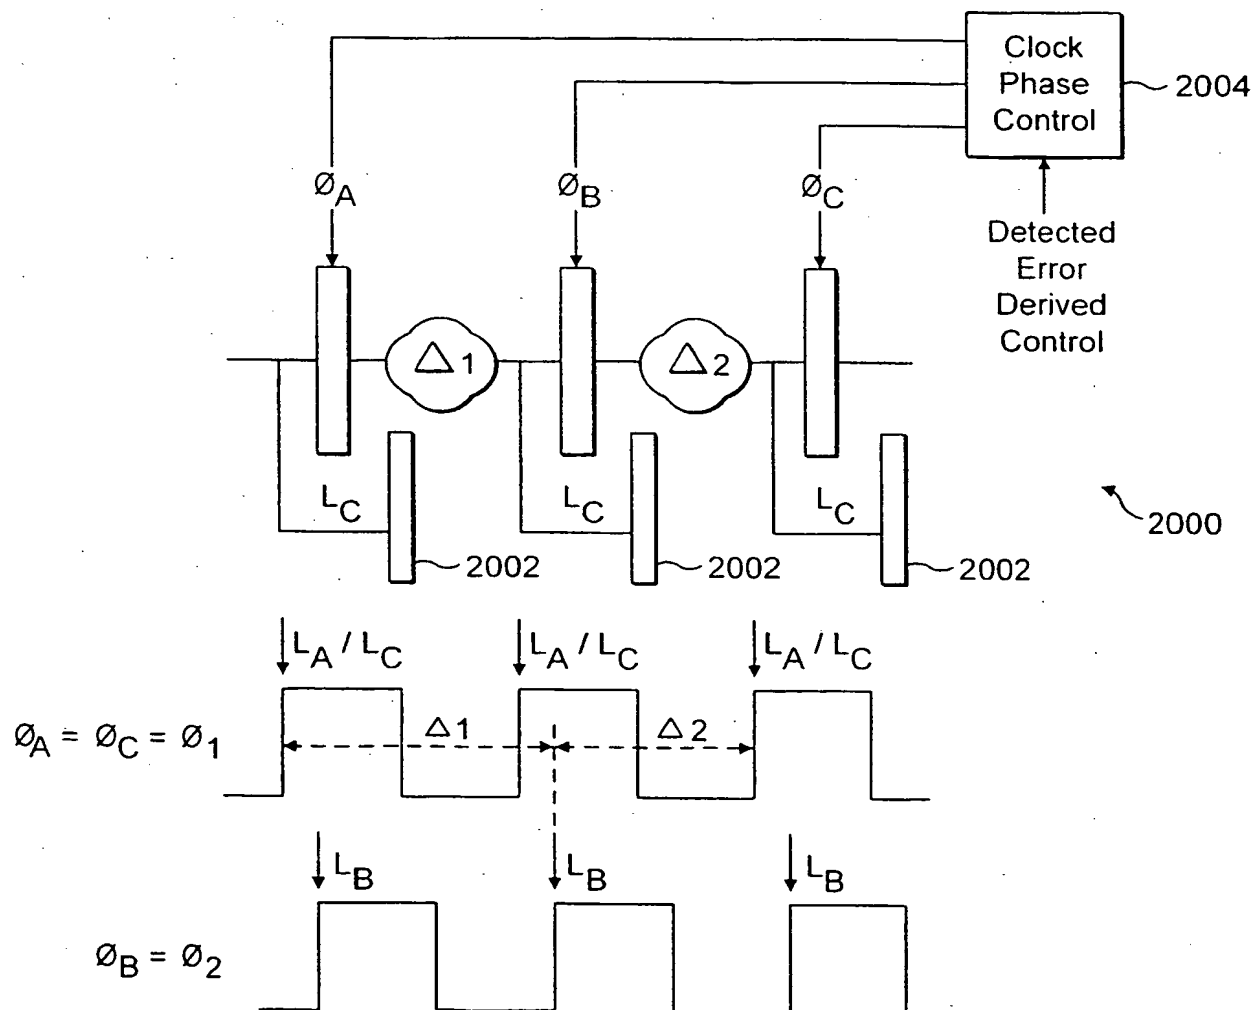 Clock
Phase
Control
2004
ØA
ØB
ØC
Detected
Error
Derived
Control
Δ1
Δ2
LC
LC
LC
2000
2002
2002
2002
LA / LC
LA / LC
LA / LC
ØA = ØC = Ø1
Δ1
Δ2
LB
LB
LB
ØB = Ø2